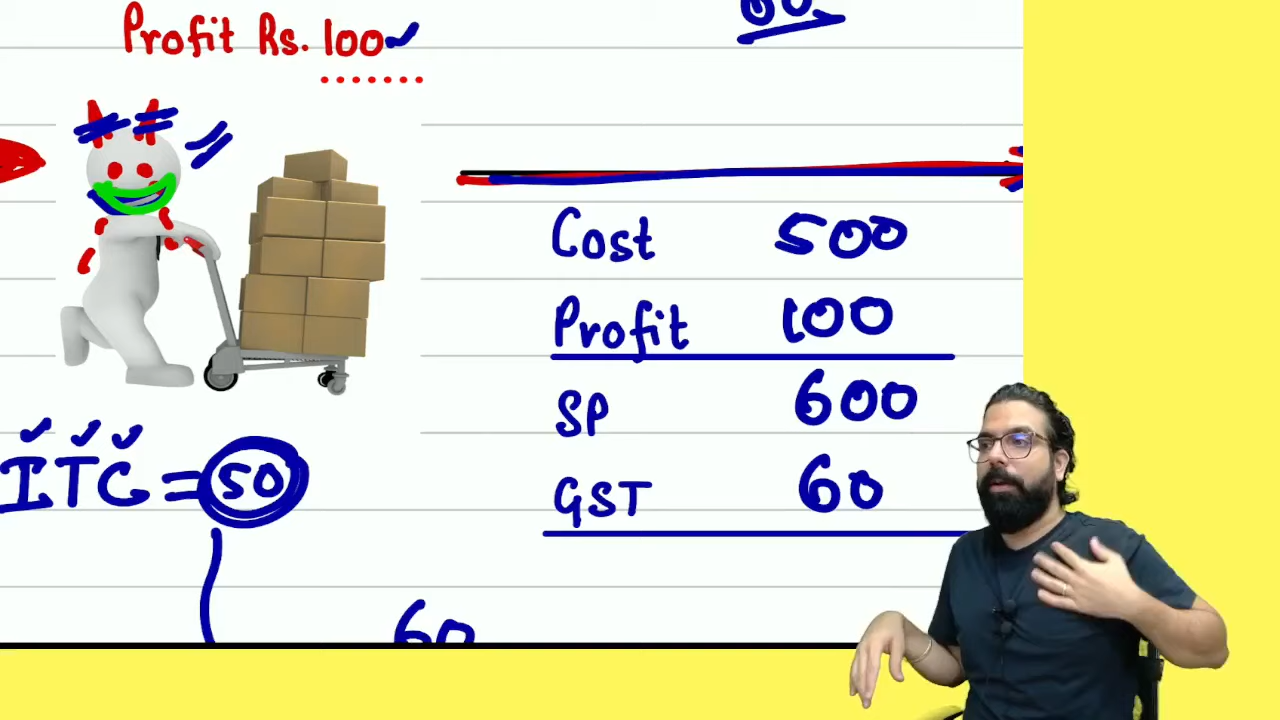 Profit Rs. 100
Cost 500
Profit 100
SP 600
GST 60
ITC = 50
60